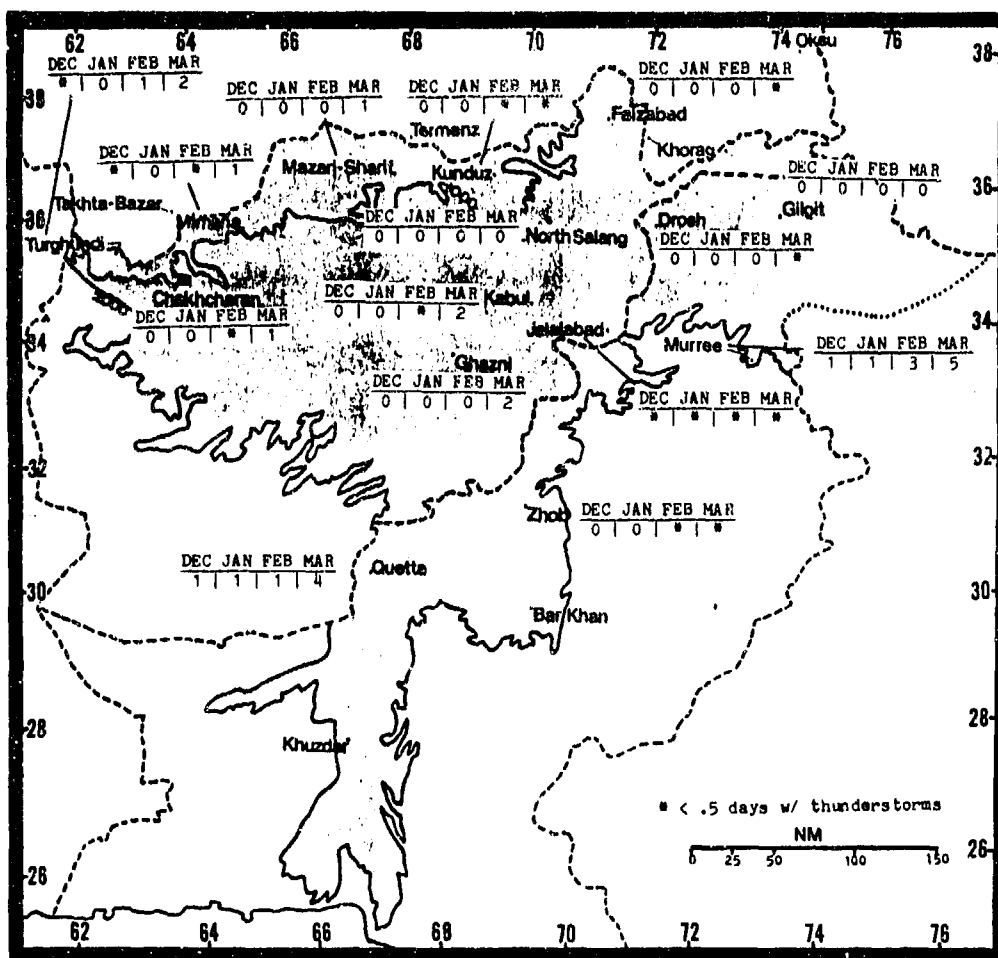 62 64 66 68 70 72 74 Oksu
DEC JAN FEB MAR
* | 0 | 1 | 2
DEC JAN FEB MAR
0 | 0 | 0 | 1
DEC JAN FEB MAR
0 | 0 | * | *
DEC JAN FEB MAR
0 | 0 | 0 | *
38 38
Termenz
Faizabad
Khorag
DEC JAN FEB MAR
* | 0 | * | 1
Mazari-Sharif
Kunduz
DEC JAN FEB MAR
0 | 0 | 0 | 0
Gilgit
Takhta-Bazar
36 36
Mimana
DEC JAN FEB MAR
0 | 0 | 0 | 0
North Salang
Drosh
DEC JAN FEB MAR
0 | 0 | 0 | *
Turghundi
Chakhcharan
DEC JAN FEB MAR
0 | 0 | * | 1
DEC JAN FEB MAR
0 | 0 | * | 2
Kabul
34 34
Jalalabad
Murree
DEC JAN FEB MAR
1 | 1 | 3 | 5
Ghazni
DEC JAN FEB MAR
0 | 0 | 0 | 2
DEC JAN FEB MAR
* | * | * | *
32 32
Zhob
DEC JAN FEB MAR
0 | 0 | * | *
DEC JAN FEB MAR
1 | 1 | 1 | 4
Quetta
30 30
Bar Khan
28 28
Khuzdar
* < .5 days w/ thunderstorms
NM
0 25 50 100 150
26 26
62 64 66 68 70 72 74 76